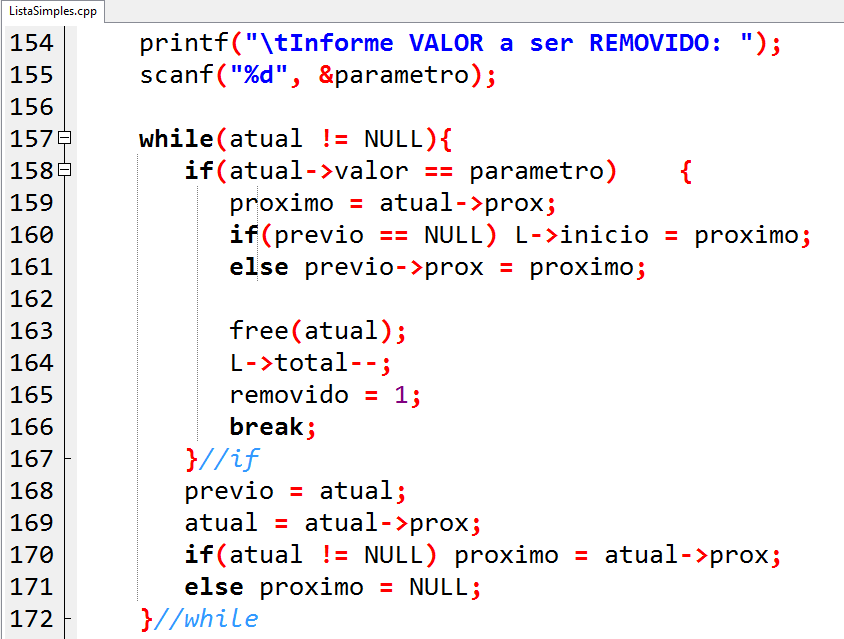 ListaSimples.cpp
154 printf("\tInforme VALOR a ser REMOVIDO: ");
155 scanf("%d", &parametro);
156
157 while(atual != NULL){
158 if(atual->valor == parametro) {
159 proximo = atual->prox;
160 if(previo == NULL) L->inicio = proximo;
161 else previo->prox = proximo;
162
163 free(atual);
164 L->total--;
165 removido = 1;
166 break;
167 }//if
168 previo = atual;
169 atual = atual->prox;
170 if(atual != NULL) proximo = atual->prox;
171 else proximo = NULL;
172 }//while